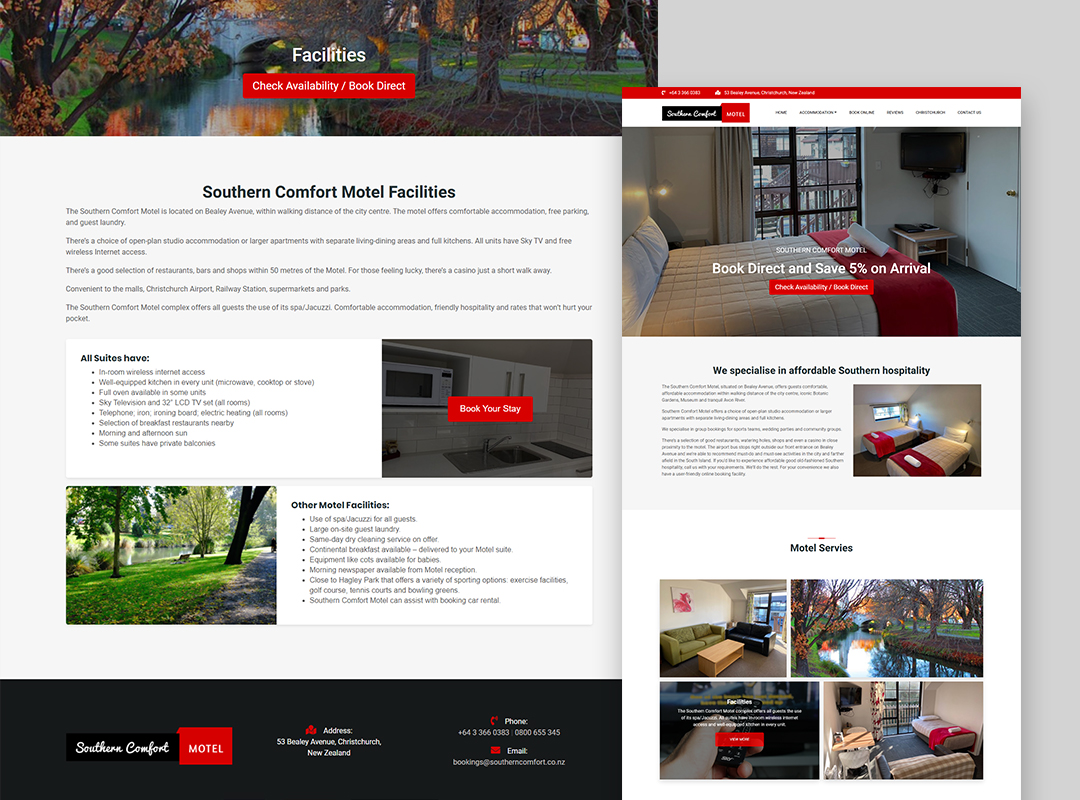 Facilities
Check Availability / Book Direct
Southern Comfort Motel Facilities
The Southern Comfort Motel is located on Bealey Avenue, within walking distance of the city centre. The motel offers comfortable accommodation, free parking,
and guest laundry.
There's a choice of open-plan studio accommodation or larger apartments with separate living-dining areas and full kitchens. All units have Sky TV and free
wireless Internet access.
There's a good selection of restaurants, bars and shops within 50 metres of the Motel. For those feeling lucky, there's a casino just a short walk away.
Convenient to the malls, Christchurch Airport, Railway Station, supermarkets and parks.
The Southern Comfort Motel complex offers all guests the use of its spa/Jacuzzi. Comfortable accommodation, friendly hospitality and rates that won't hurt your
pocket.
All Suites have:
• In-room wireless internet access
• Well-equipped kitchen in every unit (microwave, cooktop or stove)
• Full oven available in some units
• Sky Television and 32" LCD TV set (all rooms)
• Telephone; iron; ironing board; electric heating (all rooms)
• Selection of breakfast restaurants nearby
• Morning and afternoon sun
• Some suites have private balconies
Book Your Stay
Other Motel Facilities:
• Use of spa/Jacuzzi for all guests.
• Large on-site guest laundry.
• Same-day dry cleaning service on offer.
• Continental breakfast available – delivered to your Motel suite.
• Equipment like cots available for babies.
• Morning newspaper available from Motel reception.
• Close to Hagley Park that offers a variety of sporting options: exercise facilities,
golf course, tennis courts and bowling greens.
• Southern Comfort Motel can assist with booking car rental.
Southern Comfort MOTEL
Address:
53 Bealey Avenue, Christchurch,
New Zealand
Phone:
+64 3 366 0383 | 0800 655 345
Email:
bookings@southerncomfort.co.nz
+64 3 366 0383 53 Bealey Avenue, Christchurch, New Zealand
Southern Comfort MOTEL HOME ACCOMMODATION BOOK ONLINE REVIEWS CHRISTCHURCH CONTACT US
SOUTHERN COMFORT MOTEL
Book Direct and Save 5% on Arrival
Check Availability / Book Direct
We specialise in affordable Southern hospitality
The Southern Comfort Motel, situated on Bealey Avenue, offers guests comfortable,
affordable accommodation within walking distance of the city centre, iconic Botanic
Gardens, Museum and tranquil Avon River.
Southern Comfort Motel offers a choice of open-plan studio accommodation or larger
apartments with separate living-dining areas and full kitchens.
We specialise in group bookings for sports teams, wedding parties and community groups.
There's a selection of good restaurants, watering holes, shops and even a casino in close
proximity to the motel. The airport bus stops right outside our front entrance on Bealey
Avenue and we're able to recommend must-do and must-see activities in the city and farther
afield in the South Island. If you'd like to experience affordable good old-fashioned Southern
hospitality, call us with your requirements. We'll do the rest. For your convenience we also
have a user-friendly online booking facility.
Motel Servies
Facilities
The Southern Comfort Motel complex offers all guests the use
of its spa/Jacuzzi. All suites have in-room wireless internet
access and well-equipped kitchen in every unit.
VIEW MORE